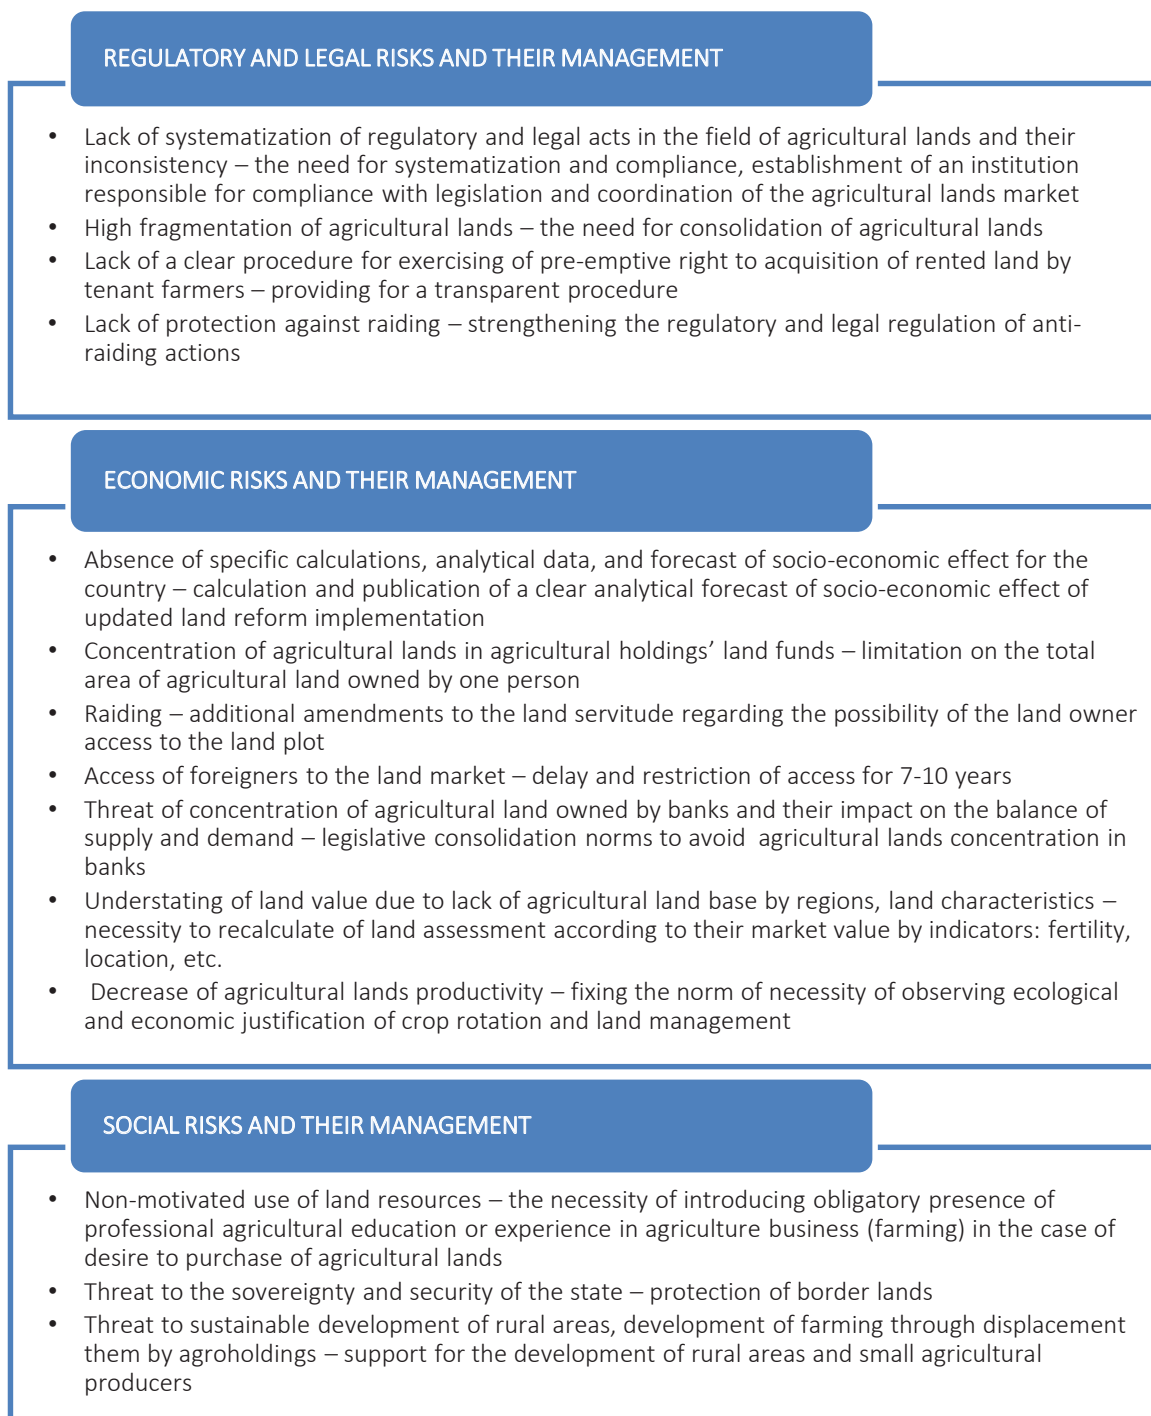 REGULATORY AND LEGAL RISKS AND THEIR MANAGEMENT
• Lack of systematization of regulatory and legal acts in the field of agricultural lands and their
inconsistency – the need for systematization and compliance, establishment of an institution
responsible for compliance with legislation and coordination of the agricultural lands market
• High fragmentation of agricultural lands – the need for consolidation of agricultural lands
• Lack of a clear procedure for exercising of pre-emptive right to acquisition of rented land by
tenant farmers – providing for a transparent procedure
• Lack of protection against raiding – strengthening the regulatory and legal regulation of anti-
raiding actions
ECONOMIC RISKS AND THEIR MANAGEMENT
• Absence of specific calculations, analytical data, and forecast of socio-economic effect for the
country – calculation and publication of a clear analytical forecast of socio-economic effect of
updated land reform implementation
• Concentration of agricultural lands in agricultural holdings’ land funds – limitation on the total
area of agricultural land owned by one person
• Raiding – additional amendments to the land servitude regarding the possibility of the land owner
access to the land plot
• Access of foreigners to the land market – delay and restriction of access for 7-10 years
• Threat of concentration of agricultural land owned by banks and their impact on the balance of
supply and demand – legislative consolidation norms to avoid agricultural lands concentration in
banks
• Understating of land value due to lack of agricultural land base by regions, land characteristics –
necessity to recalculate of land assessment according to their market value by indicators: fertility,
location, etc.
• Decrease of agricultural lands productivity – fixing the norm of necessity of observing ecological
and economic justification of crop rotation and land management
SOCIAL RISKS AND THEIR MANAGEMENT
• Non-motivated use of land resources – the necessity of introducing obligatory presence of
professional agricultural education or experience in agriculture business (farming) in the case of
desire to purchase of agricultural lands
• Threat to the sovereignty and security of the state – protection of border lands
• Threat to sustainable development of rural areas, development of farming through displacement
them by agroholdings – support for the development of rural areas and small agricultural
producers